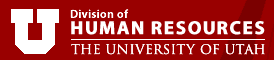 U
Division of
HUMAN RESOURCES
THE UNIVERSITY OF UTAH